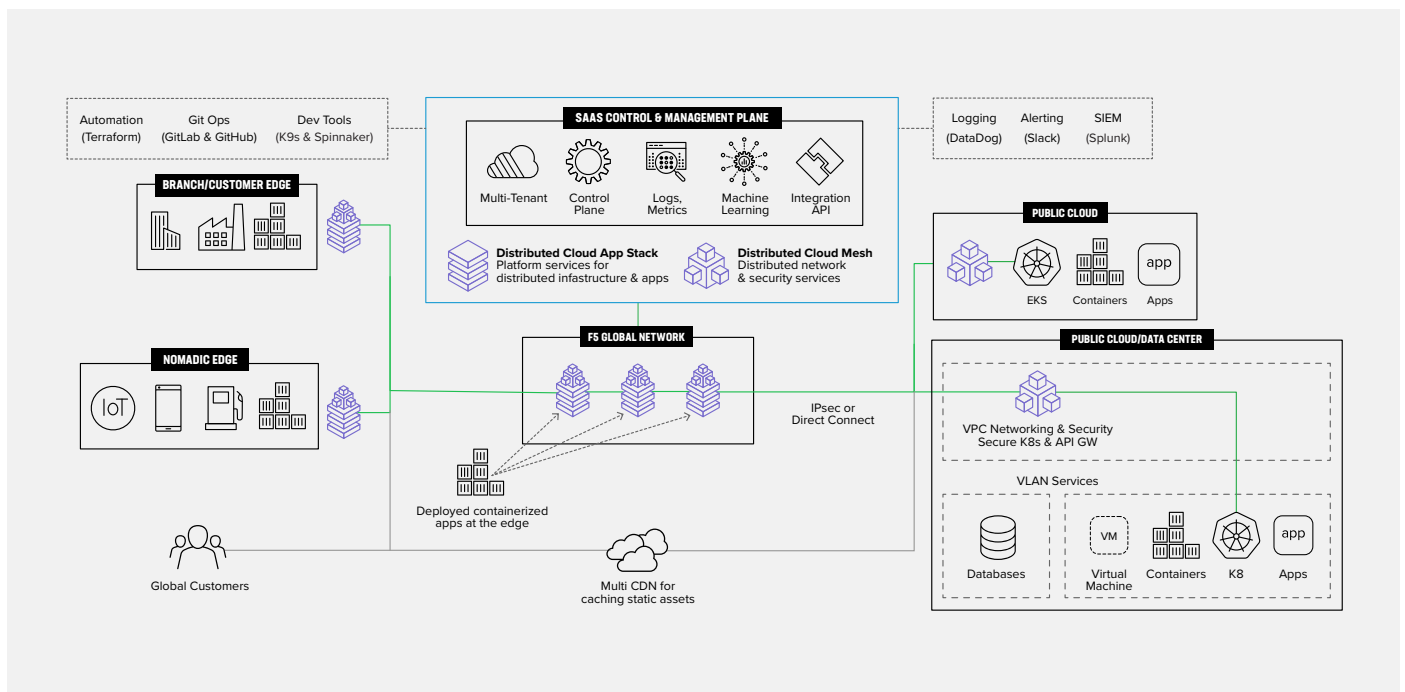 Automation
(Terraform)
Git Ops
(GitLab & GitHub)
Dev Tools
(K9s & Spinnaker)
SAAS CONTROL & MANAGEMENT PLANE
Multi-Tenant
Control
Plane
Logs,
Metrics
Machine
Learning
Integration
API
Distributed Cloud App Stack
Platform services for
distributed infastructure & apps
Distributed Cloud Mesh
Distributed network
& security services
Logging
(DataDog)
Alerting
(Slack)
SIEM
(Splunk)
BRANCH/CUSTOMER EDGE
PUBLIC CLOUD
EKS
Containers
app
Apps
NOMADIC EDGE
IoT
F5 GLOBAL NETWORK
IPsec or
Direct Connect
PUBLIC CLOUD/DATA CENTER
VPC Networking & Security
Secure K8s & API GW
VLAN Services
Databases
VM
Virtual
Machine
Containers
K8
app
Apps
Deployed containerized
apps at the edge
Global Customers
Multi CDN for
caching static assets